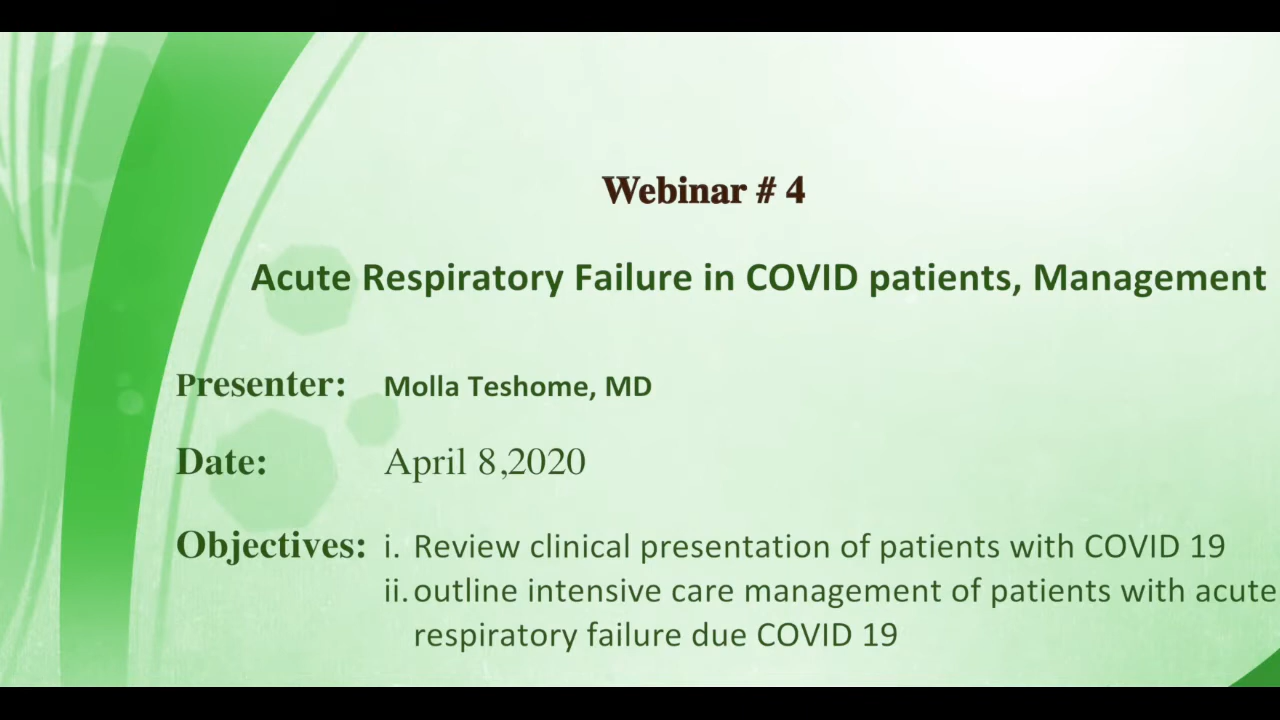 Webinar # 4
Acute Respiratory Failure in COVID patients, Management
Presenter: Molla Teshome, MD
Date: April 8,2020
Objectives: i. Review clinical presentation of patients with COVID 19
ii. outline intensive care management of patients with acute
respiratory failure due COVID 19